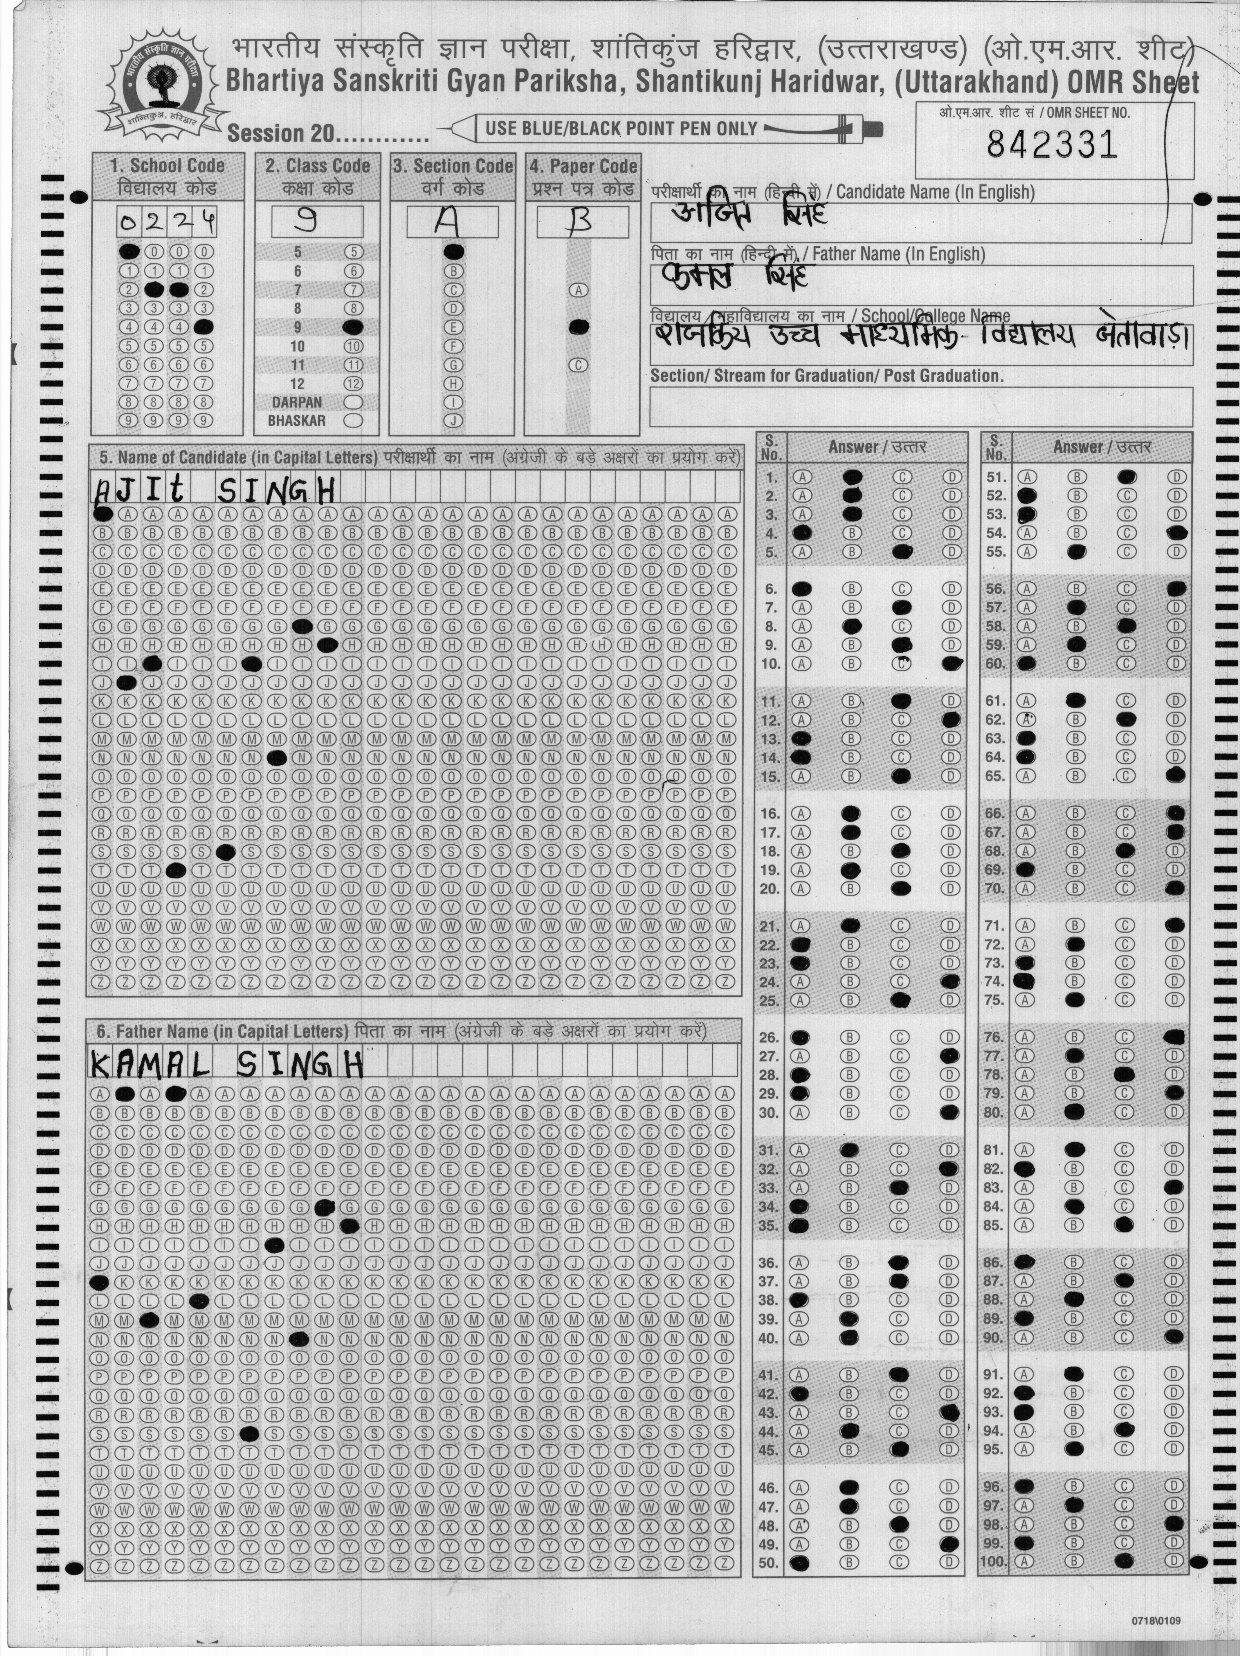 भारतीय संस्कृति ज्ञान परीक्षा, शांतिकुंज हरिद्वार, (उत्तराखण्ड) (ओ.एम.आर. शीट)
Bhartiya Sanskriti Gyan Pariksha, Shantikunj Haridwar, (Uttarakhand) OMR Sheet
Session 20............. USE BLUE/BLACK POINT PEN ONLY
ओ.एम.आर. शीट सं / OMR SHEET NO.
842331
1. School Code
विद्यालय कोड
0224
2. Class Code
कक्षा कोड
9
5
6
7
8
9
10
11
12
DARPAN
BHASKAR
3. Section Code
वर्ग कोड
A
4. Paper Code
प्रश्न पत्र कोड
B
परीक्षार्थी का नाम (हिन्दी में) / Candidate Name (In English)
अजित सिंह
पिता का नाम (हिन्दी में) / Father Name (In English)
कमल सिंह
विद्यालय / महाविद्यालय का नाम / School/College Name
राजकिय उच्च माध्यमिक विद्यालय जेतावाड़ा
Section/ Stream for Graduation/ Post Graduation.
5. Name of Candidate (in Capital Letters) परीक्षार्थी का नाम (अंग्रेजी के बड़े अक्षरों का प्रयोग करें)
AJIt SINGH
6. Father Name (in Capital Letters) पिता का नाम (अंग्रेजी के बड़े अक्षरों का प्रयोग करें)
KAMAL SINGH
S. No. Answer / उत्तर
S. No. Answer / उत्तर
0718\0109